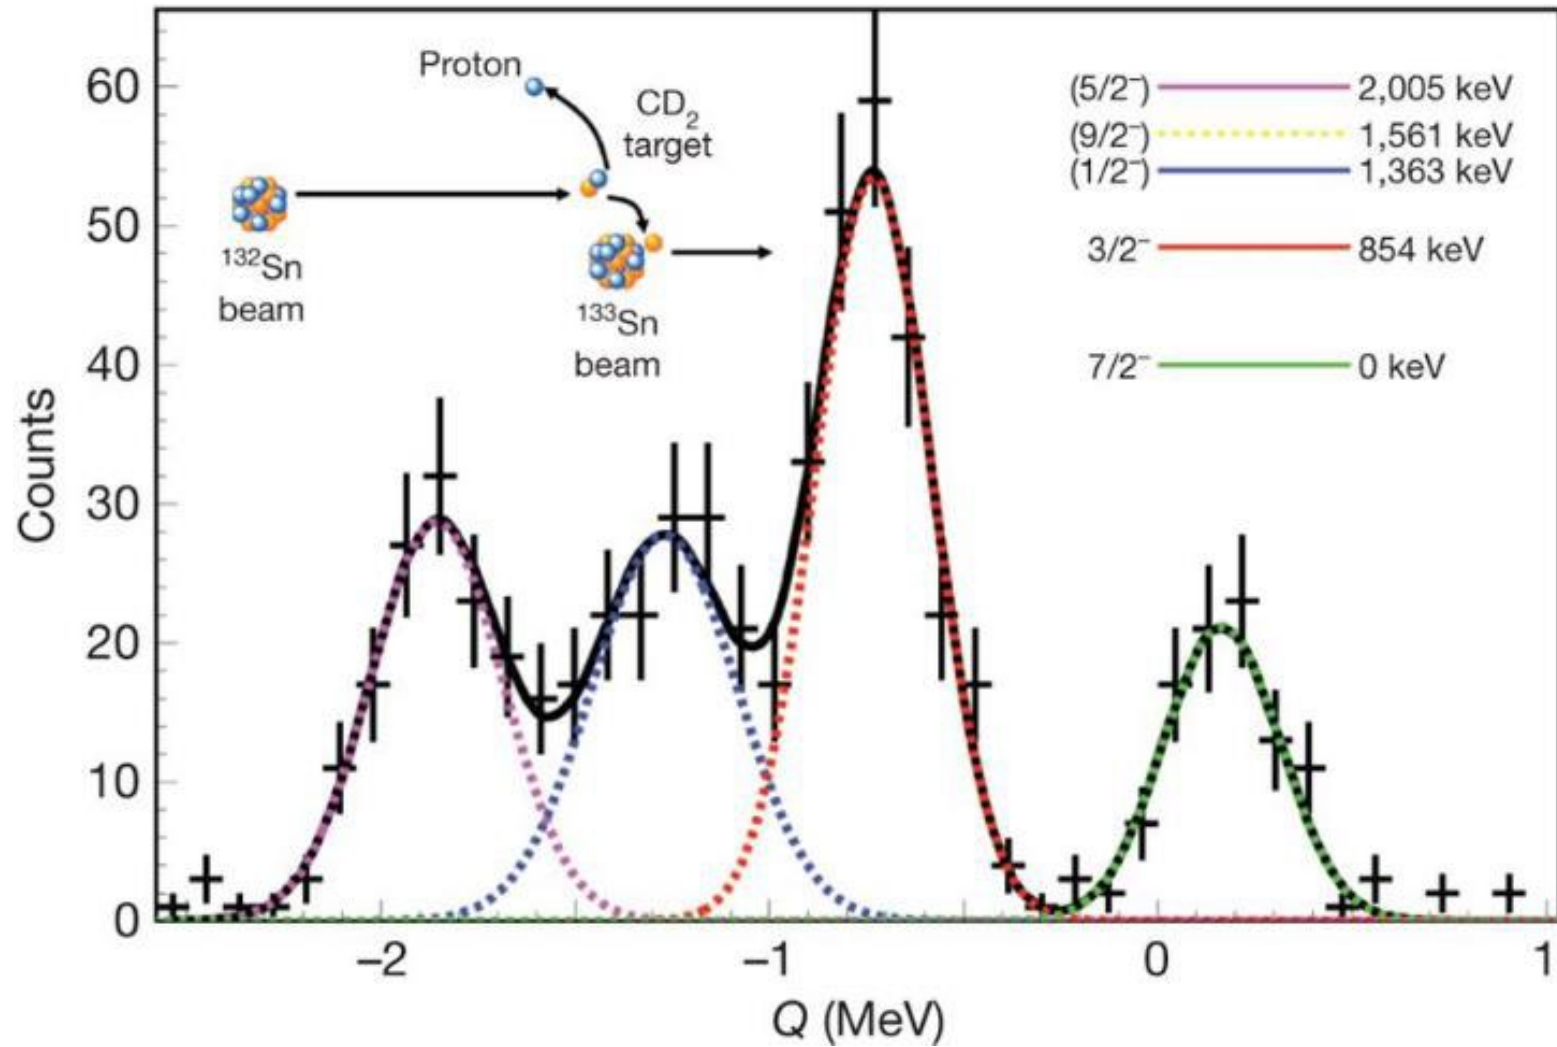 Proton
CD₂
target
¹³²Sn
beam
¹³³Sn
beam
(5/2⁻) 2,005 keV
(9/2⁻) 1,561 keV
(1/2⁻) 1,363 keV
3/2⁻ 854 keV
7/2⁻ 0 keV
Counts
60
50
40
30
20
10
0
–2 –1 0 1
Q (MeV)